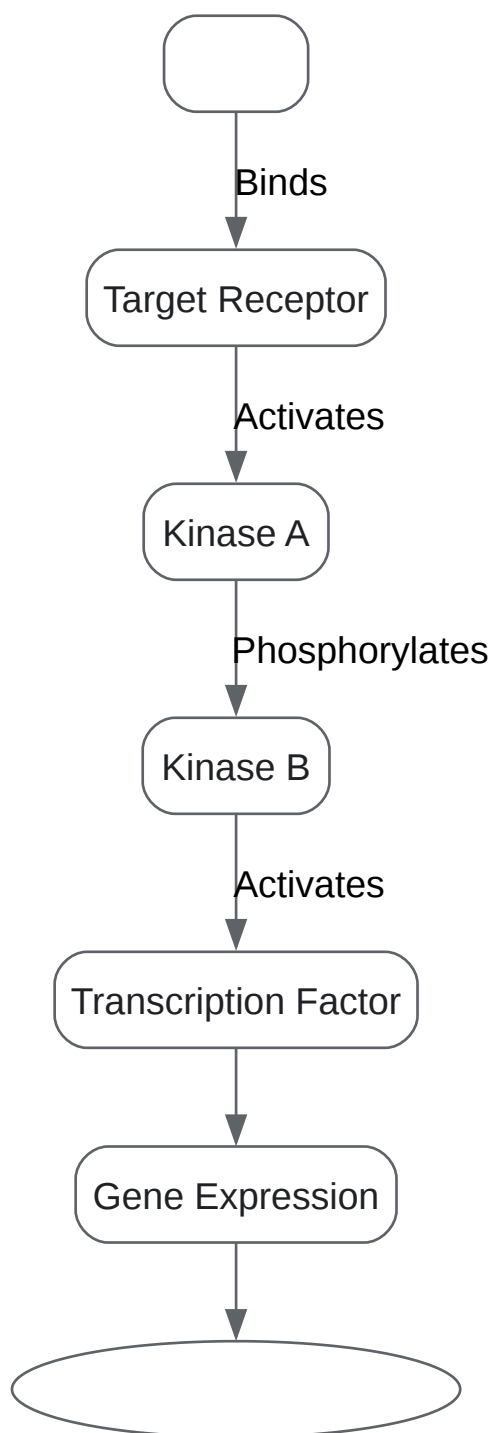 Binds
Target Receptor
Activates
Kinase A
Phosphorylates
Kinase B
Activates
Transcription Factor
Gene Expression